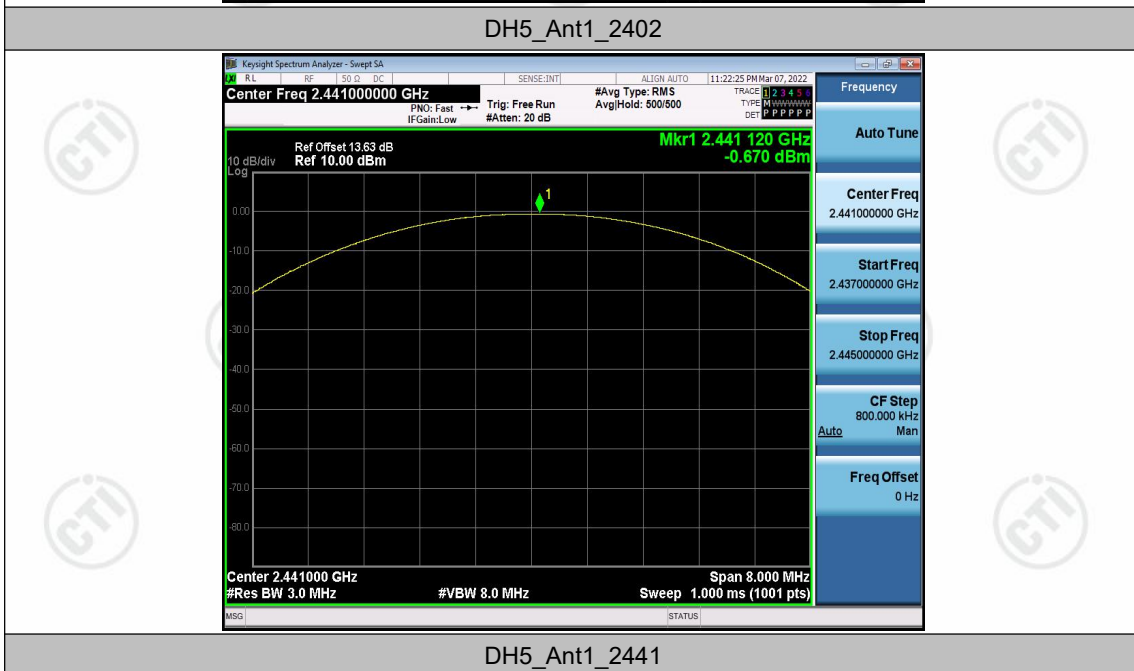 DH5_Ant1_2402
Keysight Spectrum Analyzer - Swept SA
LXI RL RF 50 Ω DC SENSE:INT ALIGN AUTO 11:22:25 PM Mar 07, 2022
Center Freq 2.441000000 GHz
PNO: Fast
IFGain:Low
Trig: Free Run
#Atten: 20 dB
#Avg Type: RMS
Avg|Hold: 500/500
TRACE 1 2 3 4 5 6
TYPE M WWWWW
DET P P P P P P
Frequency
Ref Offset 13.63 dB
Ref 10.00 dBm
10 dB/div
Log
Mkr1 2.441 120 GHz
-0.670 dBm
1
0.00
-10.0
-20.0
-30.0
-40.0
-50.0
-60.0
-70.0
-80.0
Center 2.441000 GHz
Span 8.000 MHz
#Res BW 3.0 MHz
#VBW 8.0 MHz
Sweep 1.000 ms (1001 pts)
MSG
STATUS
Auto Tune
Center Freq
2.441000000 GHz
Start Freq
2.437000000 GHz
Stop Freq
2.445000000 GHz
CF Step
800.000 kHz
Auto Man
Freq Offset
0 Hz
CTI
CTI
CTI
CTI
DH5_Ant1_2441